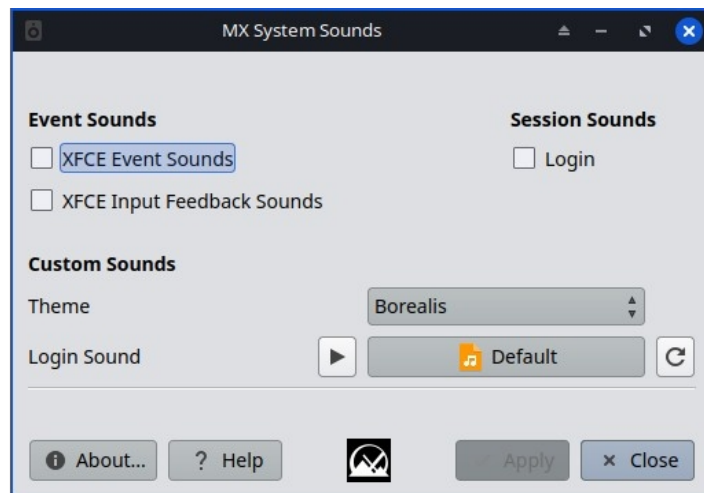 MX System Sounds
Event Sounds
Session Sounds
XFCE Event Sounds
Login
XFCE Input Feedback Sounds
Custom Sounds
Theme
Borealis
Login Sound
Default
About...
? Help
Apply
Close